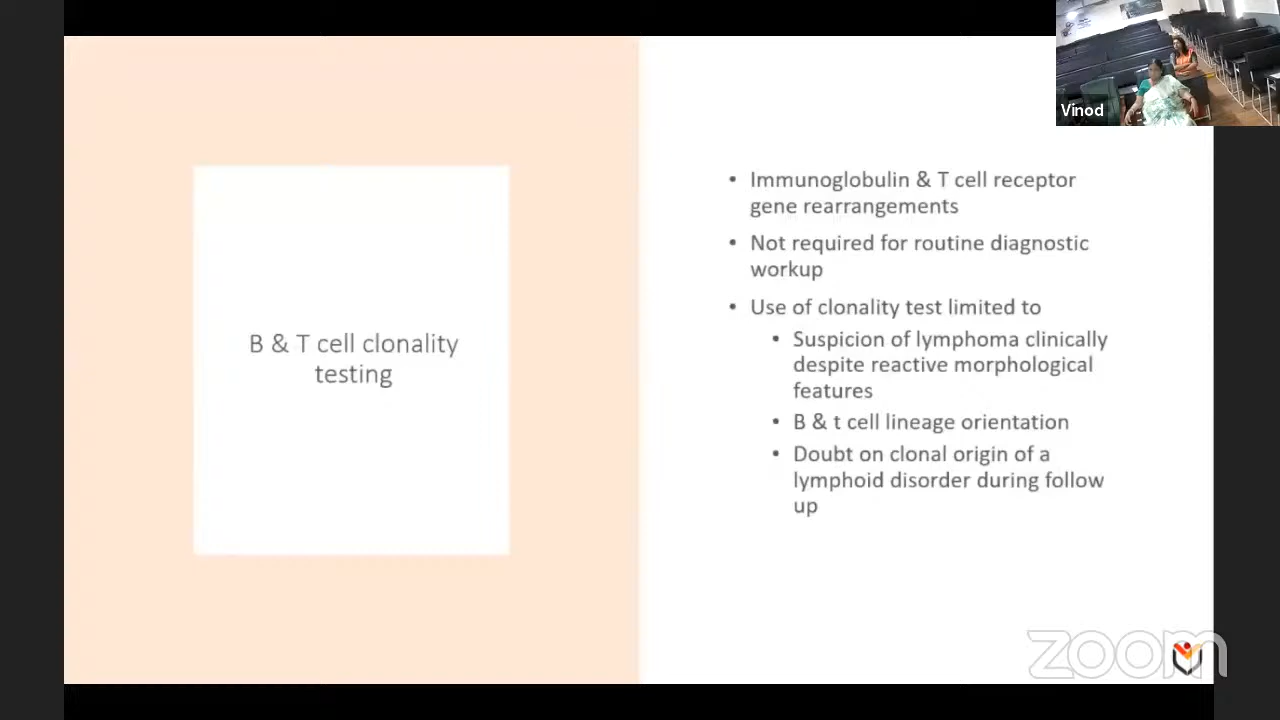 Vinod
B & T cell clonality
testing
• Immunoglobulin & T cell receptor
gene rearrangements
• Not required for routine diagnostic
workup
• Use of clonality test limited to
• Suspicion of lymphoma clinically
despite reactive morphological
features
• B & t cell lineage orientation
• Doubt on clonal origin of a
lymphoid disorder during follow
up
zoom